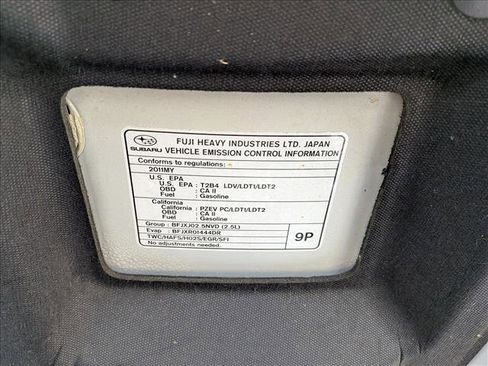 SUBARU
FUJI HEAVY INDUSTRIES LTD. JAPAN
VEHICLE EMISSION CONTROL INFORMATION
Conforms to regulations:
2011MY
U.S. EPA
U.S. EPA : T2B4 LDV/LDT1/LDT2
OBD : CA II
Fuel : Gasoline
California
California : PZEV PC/LDT1/LDT2
OBD : CA II
Fuel : Gasoline
Group : BFJXJ02.5NVD (2.5L)
Evap : BFJXR01444DR
TWC/HAFS/HO2S/EGR/SFI
No adjustments needed.
9P